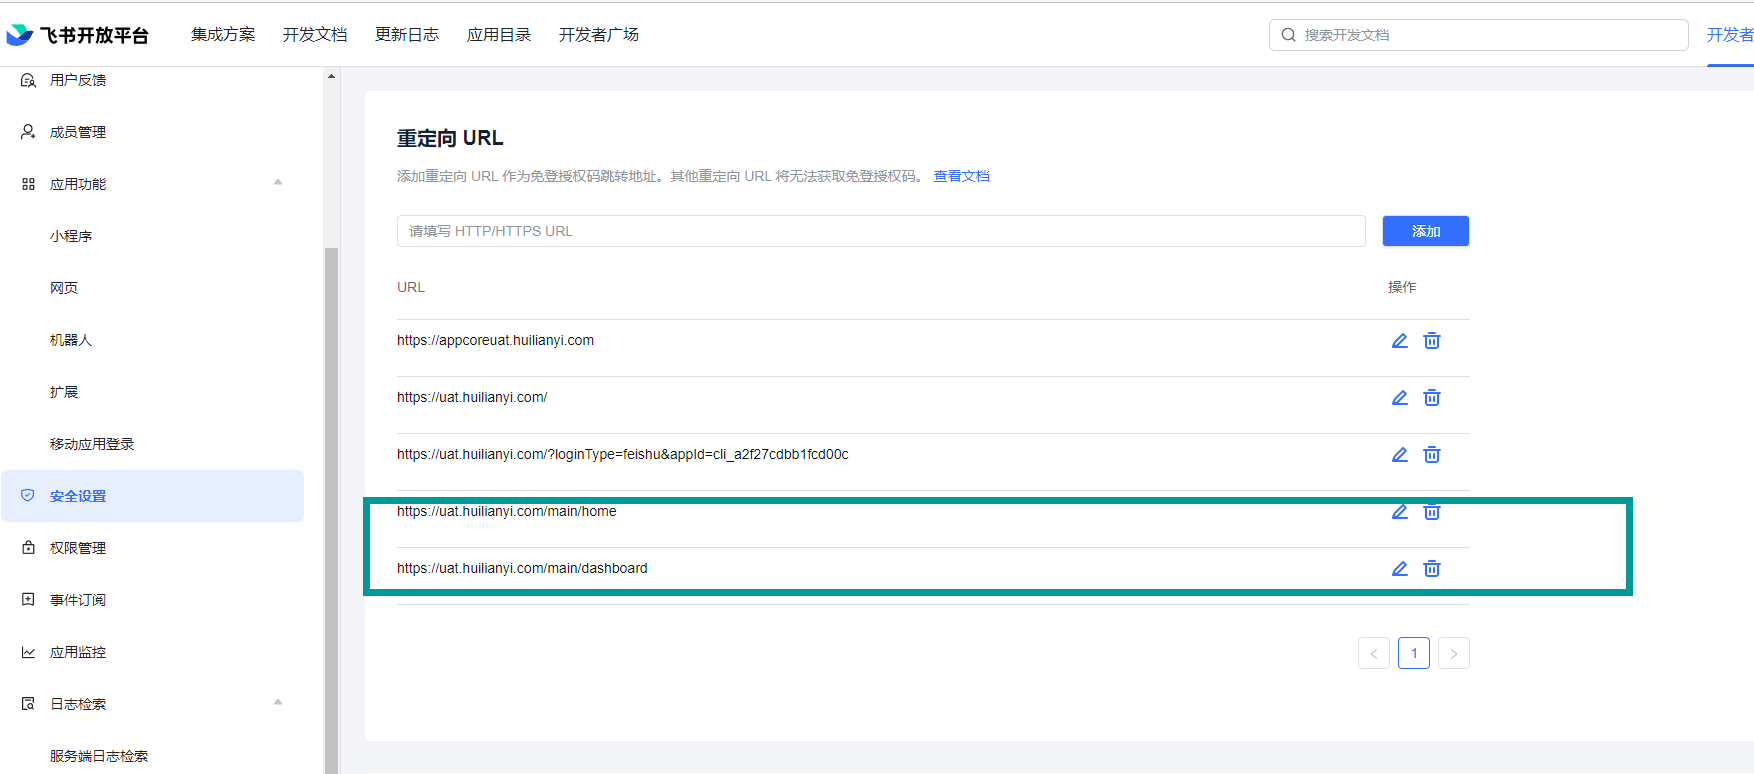 飞书开放平台 集成方案 开发文档 更新日志 应用目录 开发者广场 搜索开发文档 开发者
用户反馈
成员管理
应用功能
小程序
网页
机器人
扩展
移动应用登录
安全设置
权限管理
事件订阅
应用监控
日志检索
服务端日志检索
重定向 URL
添加重定向 URL 作为免登授权码跳转地址。其他重定向 URL 将无法获取免登授权码。 查看文档
请填写 HTTP/HTTPS URL 添加
URL 操作
https://appcoreuat.huilianyi.com
https://uat.huilianyi.com/
https://uat.huilianyi.com/?loginType=feishu&appId=cli_a2f27cdbb1fcd00c
https://uat.huilianyi.com/main/home
https://uat.huilianyi.com/main/dashboard
< 1 >